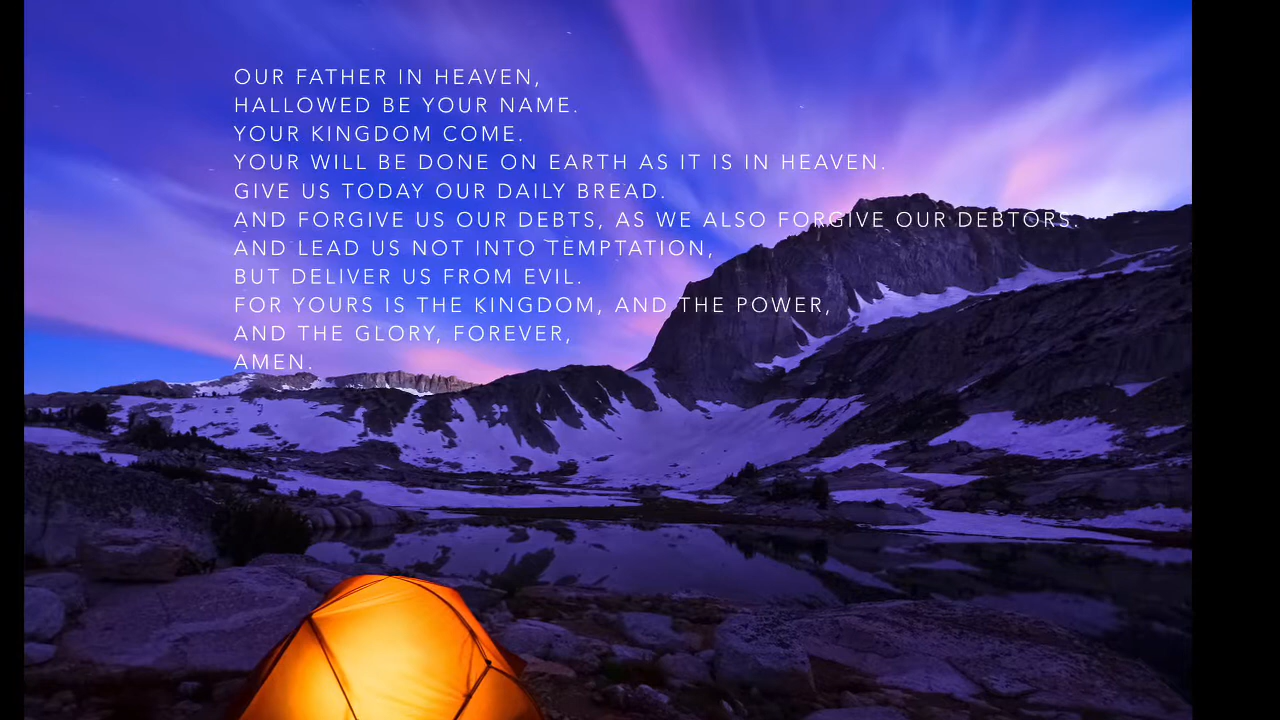 OUR FATHER IN HEAVEN,
HALLOWED BE YOUR NAME.
YOUR KINGDOM COME.
YOUR WILL BE DONE ON EARTH AS IT IS IN HEAVEN.
GIVE US TODAY OUR DAILY BREAD.
AND FORGIVE US OUR DEBTS, AS WE ALSO FORGIVE OUR DEBTORS.
AND LEAD US NOT INTO TEMPTATION,
BUT DELIVER US FROM EVIL.
FOR YOURS IS THE KINGDOM, AND THE POWER,
AND THE GLORY, FOREVER,
AMEN.